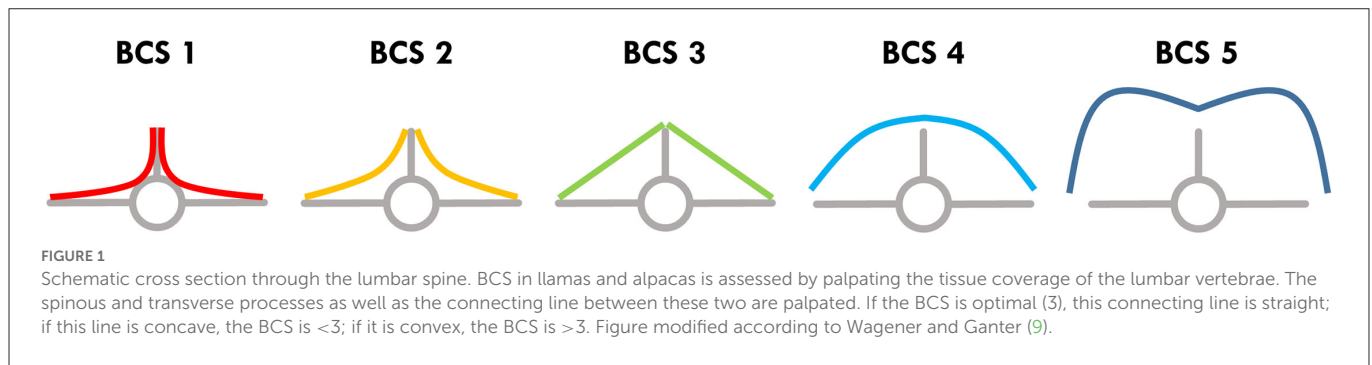 BCS 1 BCS 2 BCS 3 BCS 4 BCS 5
FIGURE 1
Schematic cross section through the lumbar spine. BCS in llamas and alpacas is assessed by palpating the tissue coverage of the lumbar vertebrae. The
spinous and transverse processes as well as the connecting line between these two are palpated. If the BCS is optimal (3), this connecting line is straight;
if this line is concave, the BCS is <3; if it is convex, the BCS is >3. Figure modified according to Wagener and Ganter (9).